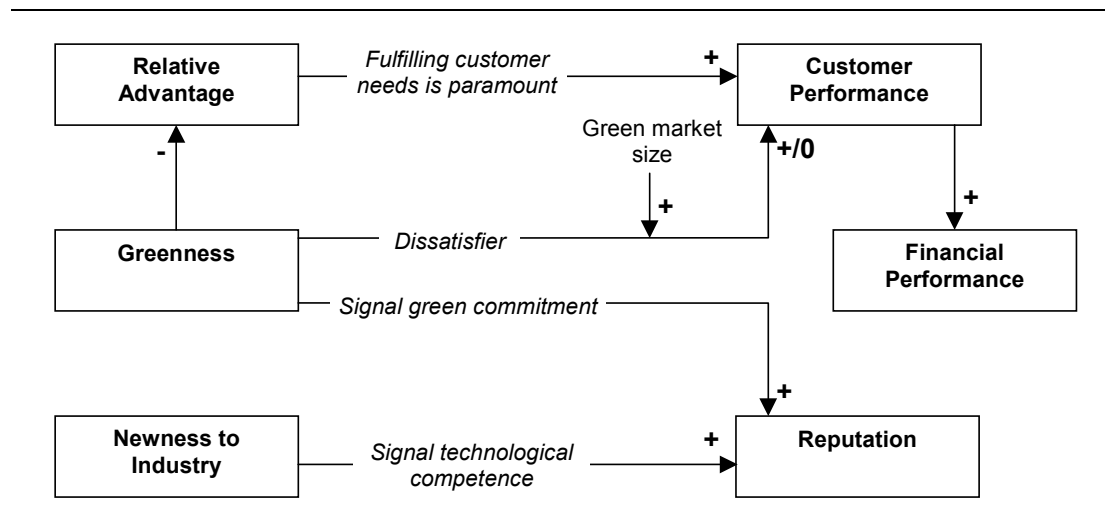 Relative
Advantage
Fulfilling customer
needs is paramount
+
Customer
Performance
Green market
size
-
+/0
+
+
Greenness
Dissatisfier
Financial
Performance
Signal green commitment
+
Newness to
Industry
Signal technological
competence
+
Reputation